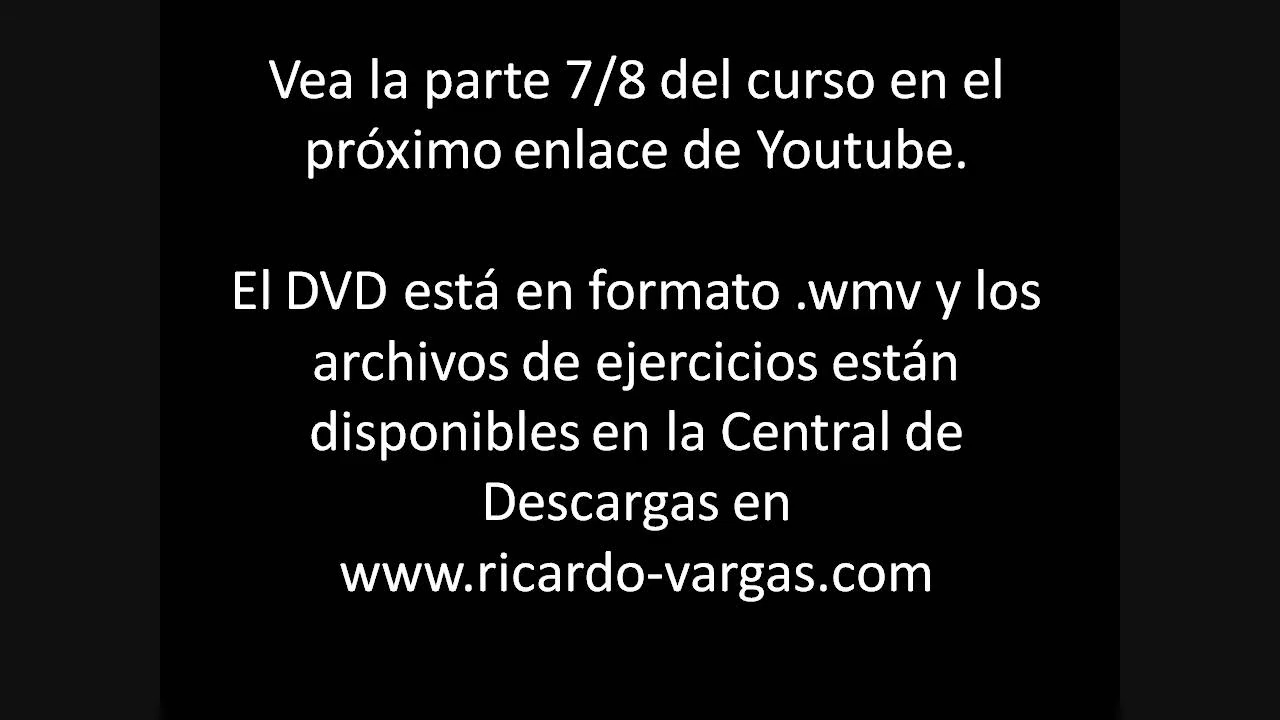 Vea la parte 7/8 del curso en el
próximo enlace de Youtube.
El DVD está en formato .wmv y los
archivos de ejercicios están
disponibles en la Central de
Descargas en
www.ricardo-vargas.com